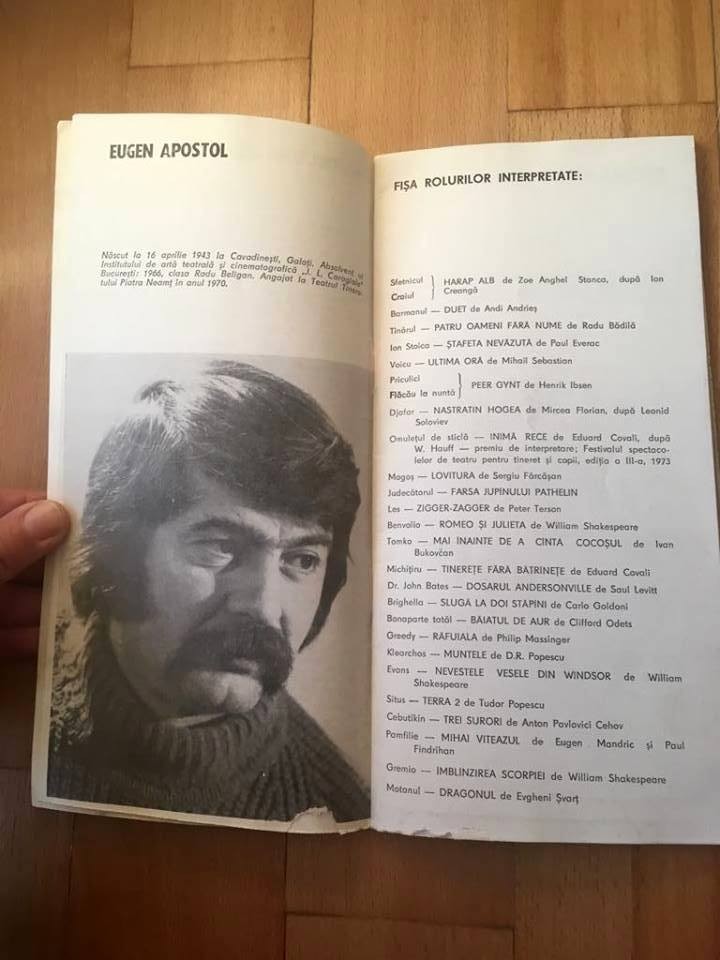 EUGEN APOSTOL
Născut la 16 aprilie 1943 la Cavadinești, Galați. Absolvent al
Institutului de artă teatrală și cinematografică „I. L. Caragiale”
București: 1966, clasa Radu Beligan. Angajat la Teatrul Tinere-
tului Piatra Neamț în anul 1970.
FIȘA ROLURILOR INTERPRETATE:
Sfetnicul
Craiul
HARAP ALB de Zoe Anghel Stanca, după Ion
Creangă
Barmanul — DUET de Andi Andrieș
Tînărul — PATRU OAMENI FĂRĂ NUME de Radu Bădilă
Ion Stoica — ȘTAFETA NEVĂZUTĂ de Paul Everac
Voicu — ULTIMA ORĂ de Mihail Sebastian
Priculici
Flăcău la nuntă
PEER GYNT de Henrik Ibsen
Djafar — NASTRATIN HOGEA de Mircea Florian, după Leonid
Soloviev
Omulețul de sticlă — INIMĂ RECE de Eduard Covali, după
W. Hauff — premiu de interpretare; Festivalul spectaco-
lelor de teatru pentru tineret și copii, ediția a III-a, 1973
Magoș — LOVITURA de Sergiu Fărcășan
Judecătorul — FARSA JUPINULUI PATHELIN
Les — ZIGGER-ZAGGER de Peter Terson
Benvolio — ROMEO ȘI JULIETA de William Shakespeare
Tomko — MAI INAINTE DE A CINTA COCOȘUL de Ivan
Bukovčan
Michițiru — TINEREȚE FĂRĂ BĂTRINEȚE de Eduard Covali
Dr. John Bates — DOSARUL ANDERSONVILLE de Saul Levitt
Brighella — SLUGĂ LA DOI STĂPINI de Carlo Goldoni
Bonaparte tatăl — BĂIATUL DE AUR de Clifford Odets
Greedy — RĂFUIALA de Philip Massinger
Klearchos — MUNTELE de D.R. Popescu
Evans — NEVESTELE VESELE DIN WINDSOR de William
Shakespeare
Situs — TERRA 2 de Tudor Popescu
Cebutîkin — TREI SURORI de Anton Pavlovici Cehov
Pamfilie — MIHAI VITEAZUL de Eugen Mandric și Paul
Findrihan
Gremio — IMBLINZIREA SCORPIEI de William Shakespeare
Motanul — DRAGONUL de Evgheni Șvarț